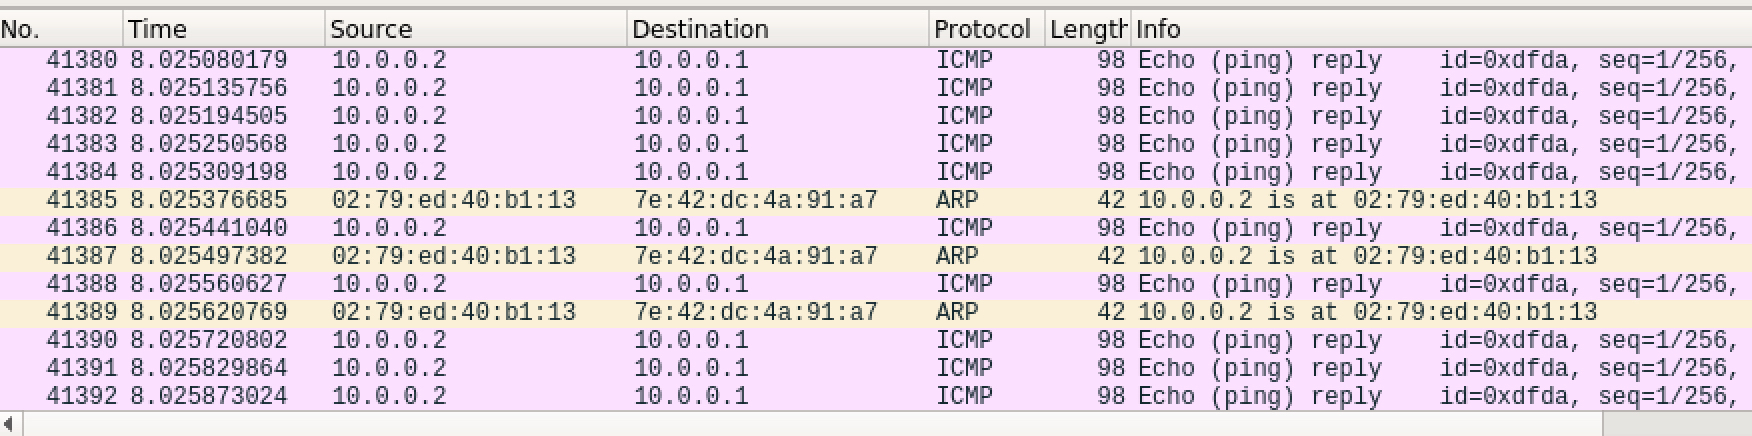 No. Time Source Destination Protocol Length Info
41380 8.025080179 10.0.0.2 10.0.0.1 ICMP 98 Echo (ping) reply id=0xdfda, seq=1/256,
41381 8.025135756 10.0.0.2 10.0.0.1 ICMP 98 Echo (ping) reply id=0xdfda, seq=1/256,
41382 8.025194505 10.0.0.2 10.0.0.1 ICMP 98 Echo (ping) reply id=0xdfda, seq=1/256,
41383 8.025250568 10.0.0.2 10.0.0.1 ICMP 98 Echo (ping) reply id=0xdfda, seq=1/256,
41384 8.025309198 10.0.0.2 10.0.0.1 ICMP 98 Echo (ping) reply id=0xdfda, seq=1/256,
41385 8.025376685 02:79:ed:40:b1:13 7e:42:dc:4a:91:a7 ARP 42 10.0.0.2 is at 02:79:ed:40:b1:13
41386 8.025441040 10.0.0.2 10.0.0.1 ICMP 98 Echo (ping) reply id=0xdfda, seq=1/256,
41387 8.025497382 02:79:ed:40:b1:13 7e:42:dc:4a:91:a7 ARP 42 10.0.0.2 is at 02:79:ed:40:b1:13
41388 8.025560627 10.0.0.2 10.0.0.1 ICMP 98 Echo (ping) reply id=0xdfda, seq=1/256,
41389 8.025620769 02:79:ed:40:b1:13 7e:42:dc:4a:91:a7 ARP 42 10.0.0.2 is at 02:79:ed:40:b1:13
41390 8.025720802 10.0.0.2 10.0.0.1 ICMP 98 Echo (ping) reply id=0xdfda, seq=1/256,
41391 8.025829864 10.0.0.2 10.0.0.1 ICMP 98 Echo (ping) reply id=0xdfda, seq=1/256,
41392 8.025873024 10.0.0.2 10.0.0.1 ICMP 98 Echo (ping) reply id=0xdfda, seq=1/256,